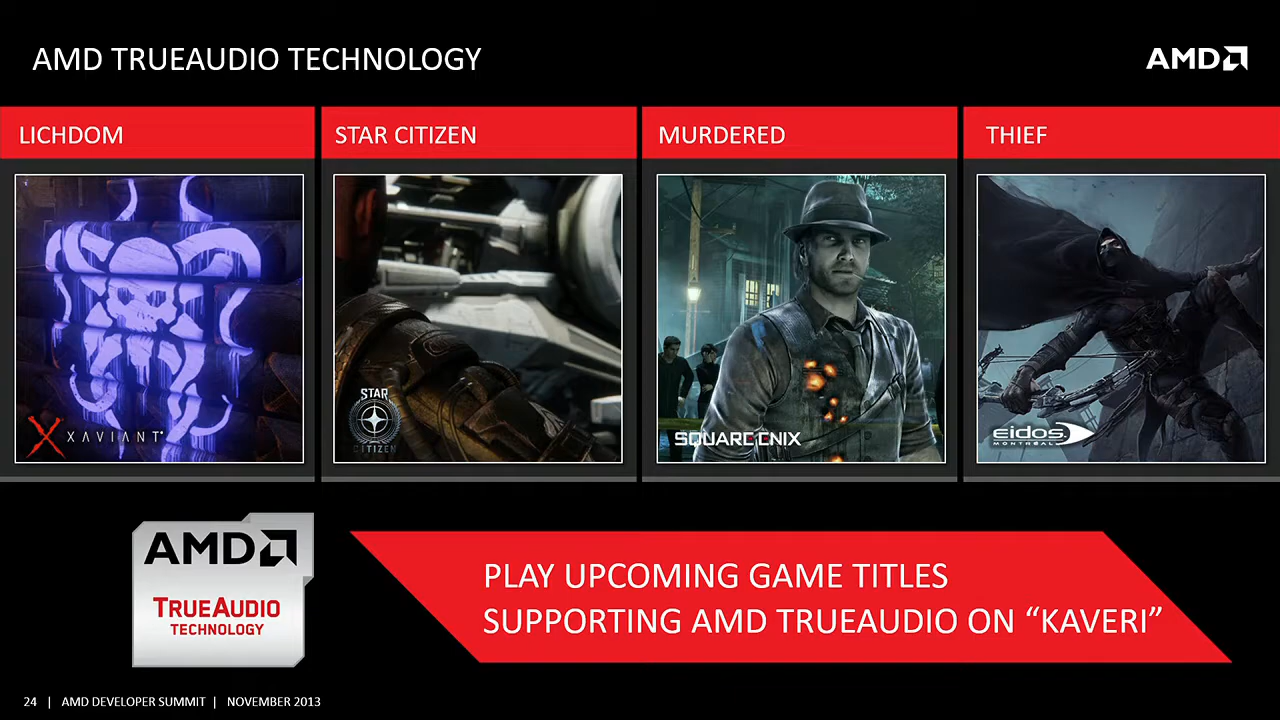 AMD TRUEAUDIO TECHNOLOGY
AMD
LICHDOM
STAR CITIZEN
MURDERED
THIEF
XAVIANT
STAR
CITIZEN
SQUARE ENIX
eidos
MONTRÉAL
AMD
TRUEAUDIO
TECHNOLOGY
PLAY UPCOMING GAME TITLES
SUPPORTING AMD TRUEAUDIO ON “KAVERI”
24 | AMD DEVELOPER SUMMIT | NOVEMBER 2013